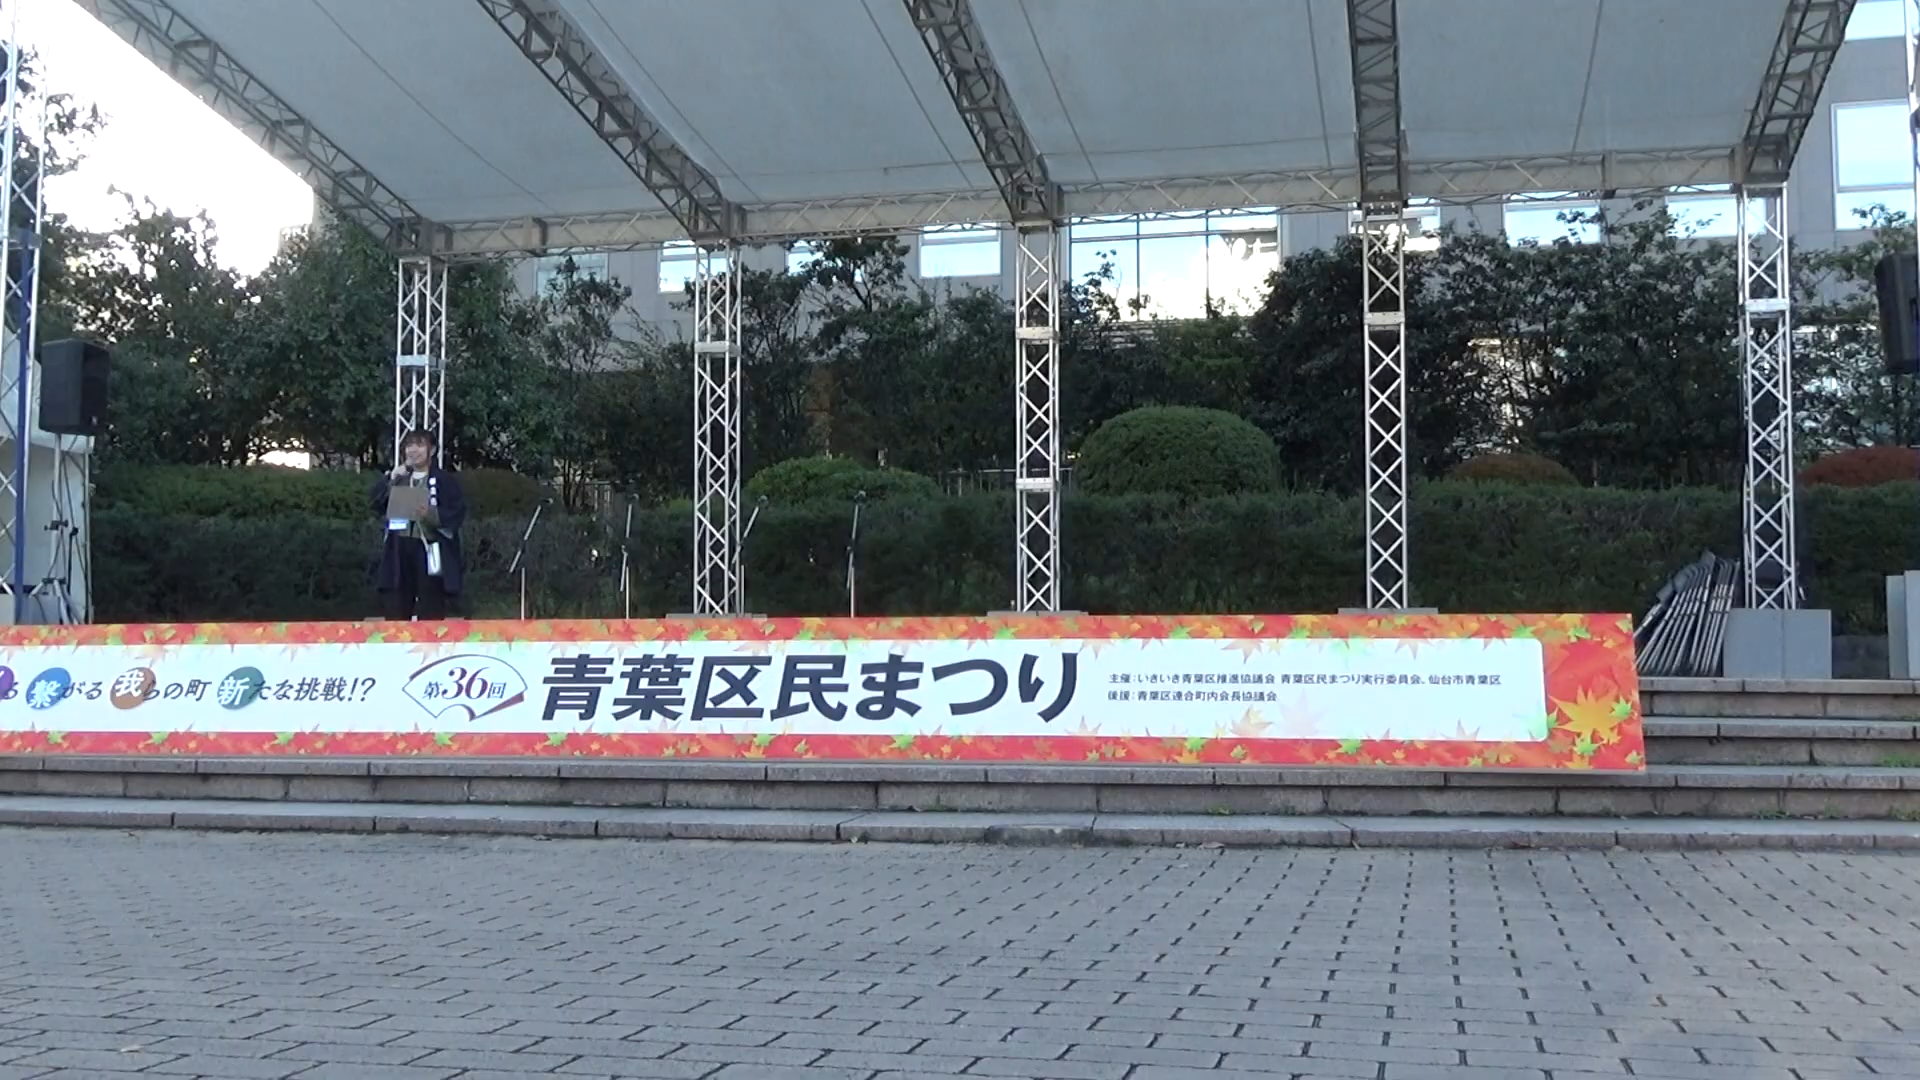 る 繋がる 我らの町 新たな挑戦!?
第36回
青葉区民まつり
主催：いきいき青葉区推進協議会 青葉区民まつり実行委員会、仙台市青葉区
後援：青葉区連合町内会長協議会